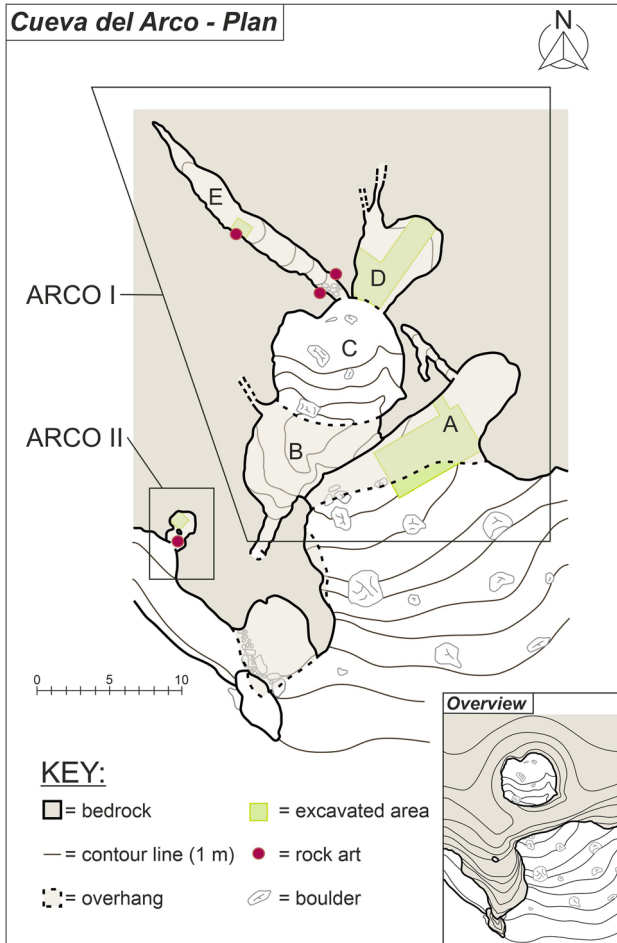 Cueva del Arco - Plan
N
E
D
ARCO I
C
A
ARCO II
B
0 5 10
Overview
KEY:
= bedrock
= excavated area
= contour line (1 m)
= rock art
= overhang
= boulder